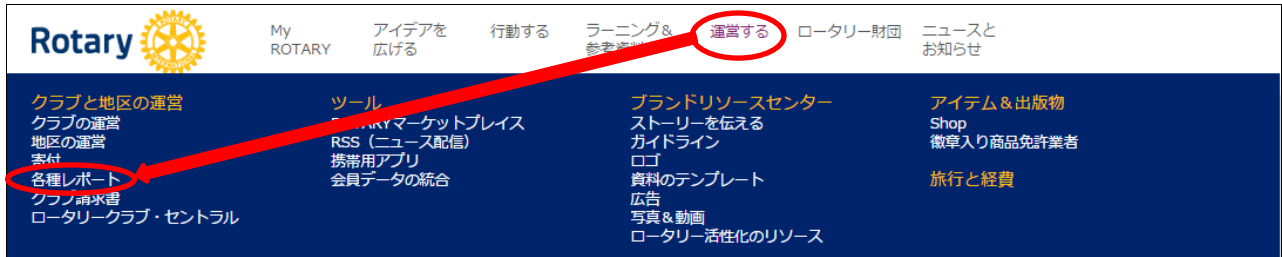 Rotary
My
ROTARY
アイデアを
広げる
行動する
ラーニング&
参考資料
運営する
ロータリー財団
ニュースと
お知らせ
クラブと地区の運営
クラブの運営
地区の運営
寄付
各種レポート
クラブ請求書
ロータリークラブ・セントラル
ツール
マーケットプレイス
RSS（ニュース配信）
携帯用アプリ
会員データの統合
ブランドリソースセンター
ストーリーを伝える
ガイドライン
ロゴ
資料のテンプレート
広告
写真&動画
ロータリー活性化のリソース
アイテム&出版物
Shop
徽章入り商品免許業者
旅行と経費